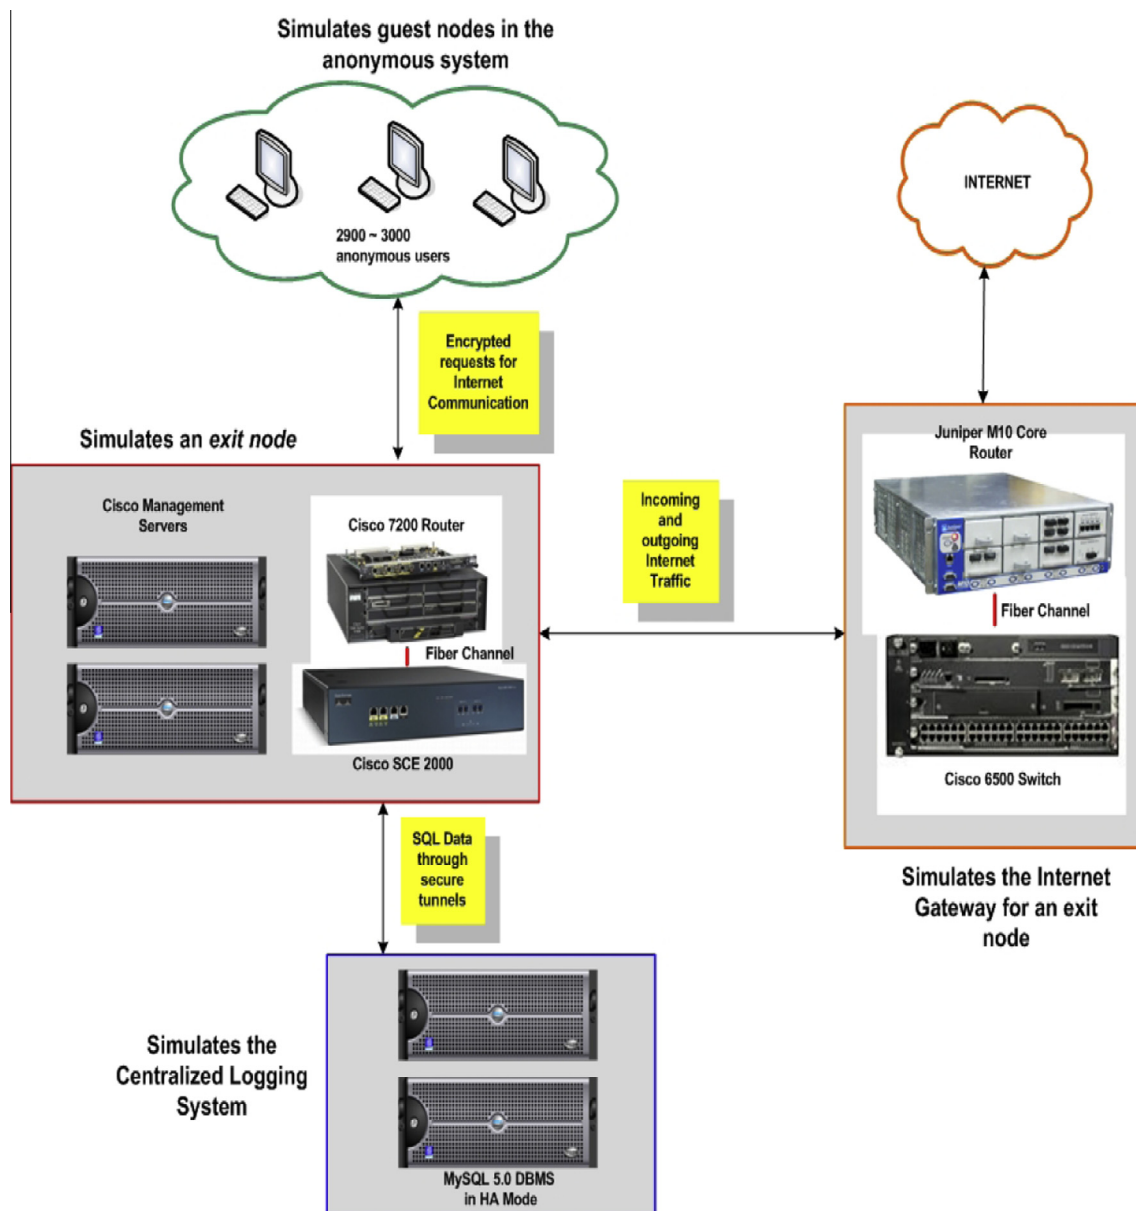 Simulates guest nodes in the
anonymous system
2900 ~ 3000
anonymous users
INTERNET
Encrypted
requests for
Internet
Communication
Simulates an exit node
Cisco Management
Servers
Cisco 7200 Router
Fiber Channel
Cisco SCE 2000
Incoming
and
outgoing
Internet
Traffic
Juniper M10 Core
Router
Fiber Channel
Cisco 6500 Switch
Simulates the Internet
Gateway for an exit
node
SQL Data
through
secure
tunnels
Simulates the
Centralized Logging
System
MySQL 5.0 DBMS
in HA Mode